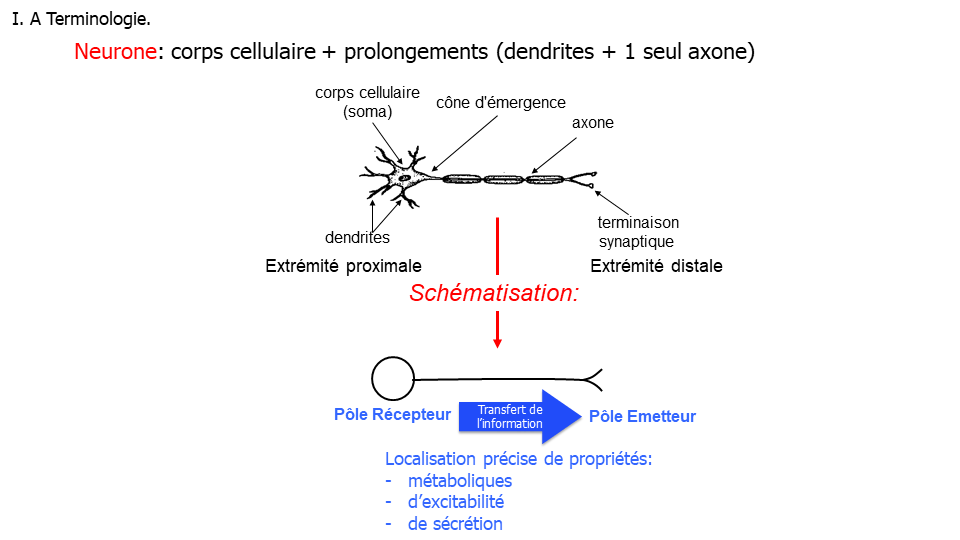 I. A Terminologie.
Neurone: corps cellulaire + prolongements (dendrites + 1 seul axone)
corps cellulaire
(soma)
cône d'émergence
axone
dendrites
terminaison
synaptique
Extrémité proximale
Extrémité distale
Schématisation:
Pôle Récepteur
Transfert de
l’information
Pôle Emetteur
Localisation précise de propriétés:
- métaboliques
- d’excitabilité
- de sécrétion